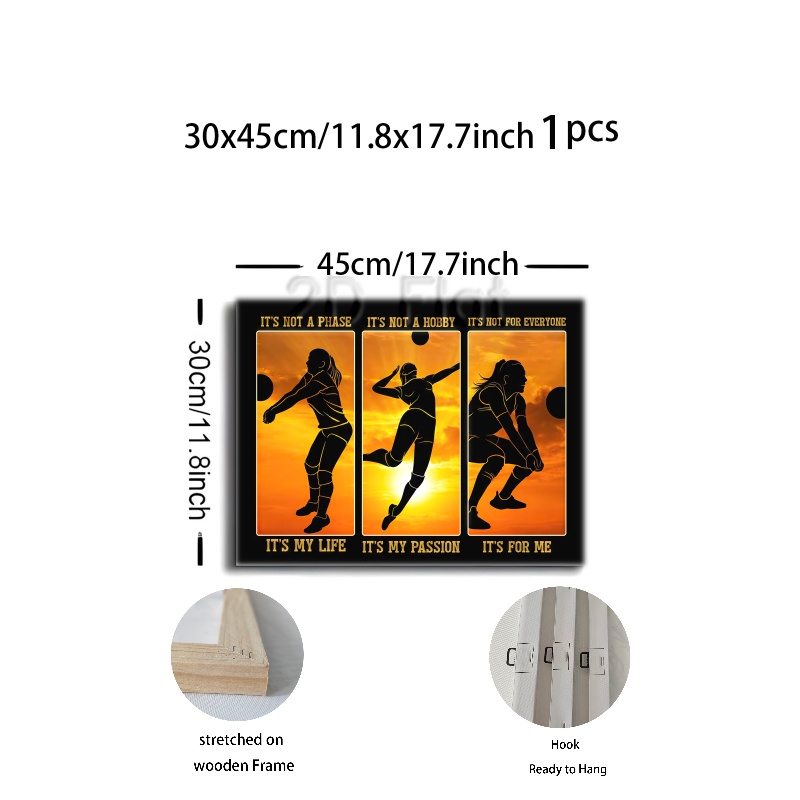 30x45cm/11.8x17.7inch 1pcs
45cm/17.7inch
2D Flat
30cm/11.8inch
IT'S NOT A PHASE
IT'S MY LIFE
IT'S NOT A HOBBY
IT'S MY PASSION
IT'S NOT FOR EVERYONE
IT'S FOR ME
stretched on
wooden Frame
Hook
Ready to Hang